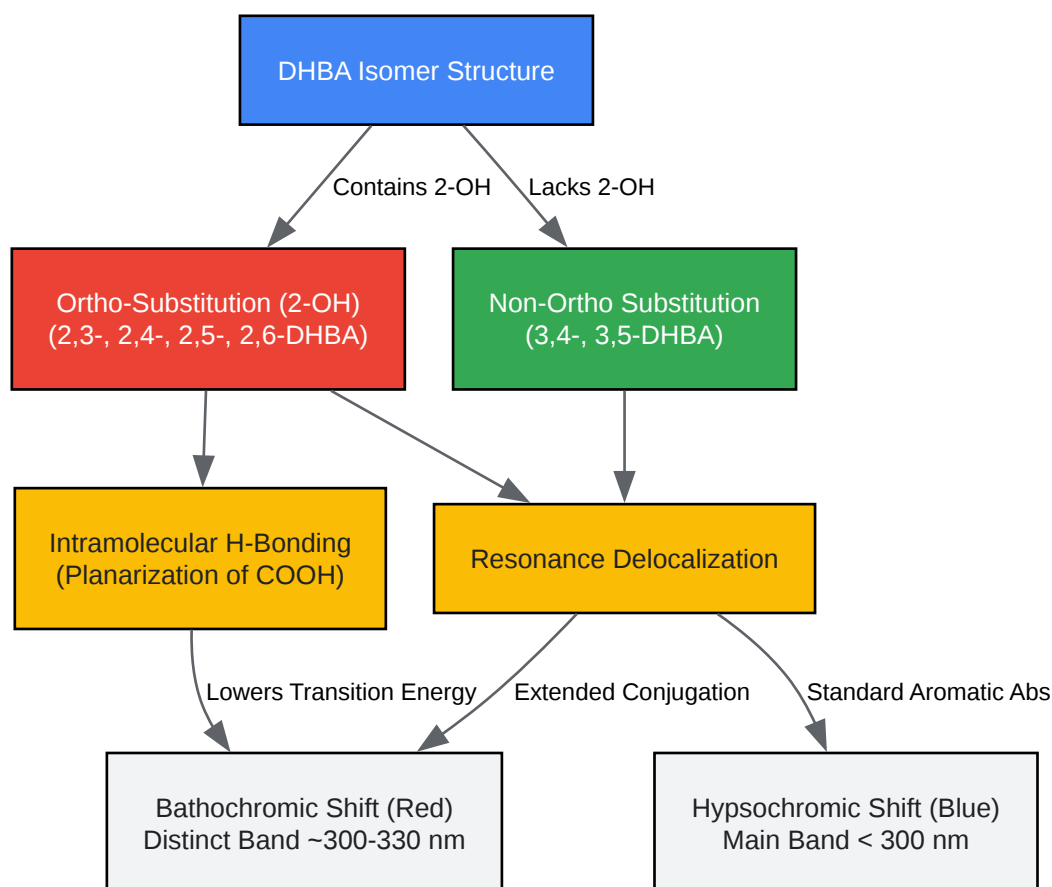 DHBA Isomer Structure
Contains 2-OH
Lacks 2-OH
Ortho-Substitution (2-OH)
(2,3-, 2,4-, 2,5-, 2,6-DHBA)
Non-Ortho Substitution
(3,4-, 3,5-DHBA)
Intramolecular H-Bonding
(Planarization of COOH)
Resonance Delocalization
Lowers Transition Energy
Extended Conjugation
Standard Aromatic Abs
Bathochromic Shift (Red)
Distinct Band ~300-330 nm
Hypsochromic Shift (Blue)
Main Band < 300 nm